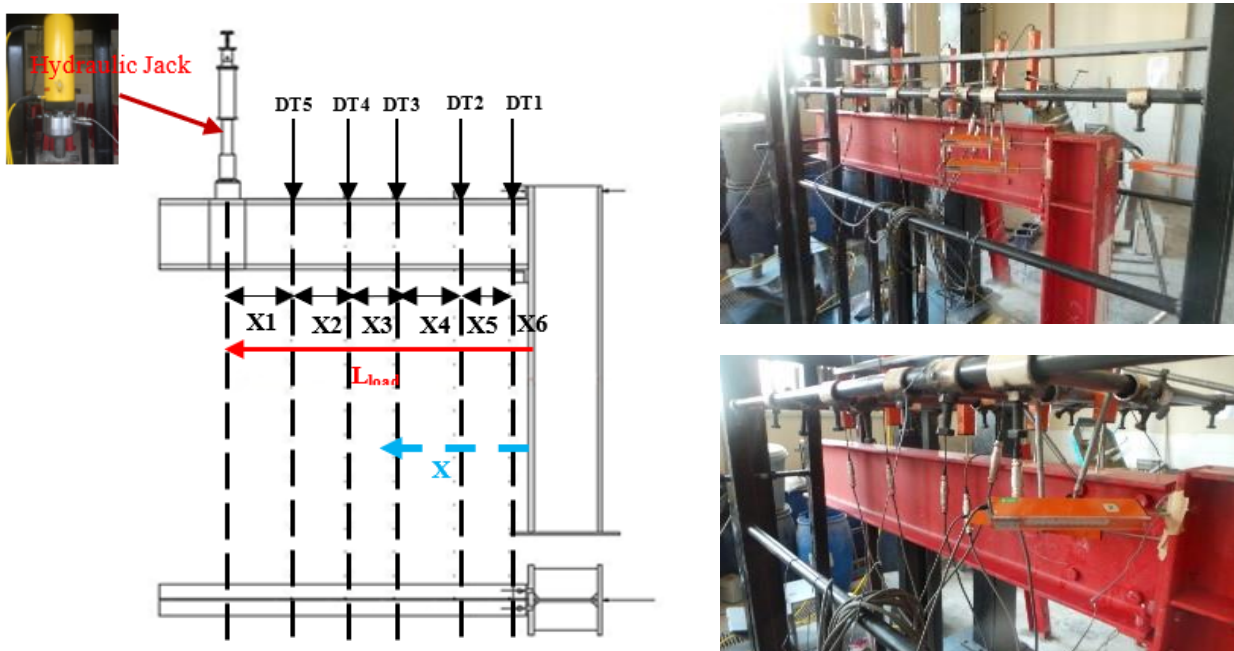 Hydraulic Jack
DT5 DT4 DT3 DT2 DT1
X1 X2 X3 X4 X5 X6
Lload
X